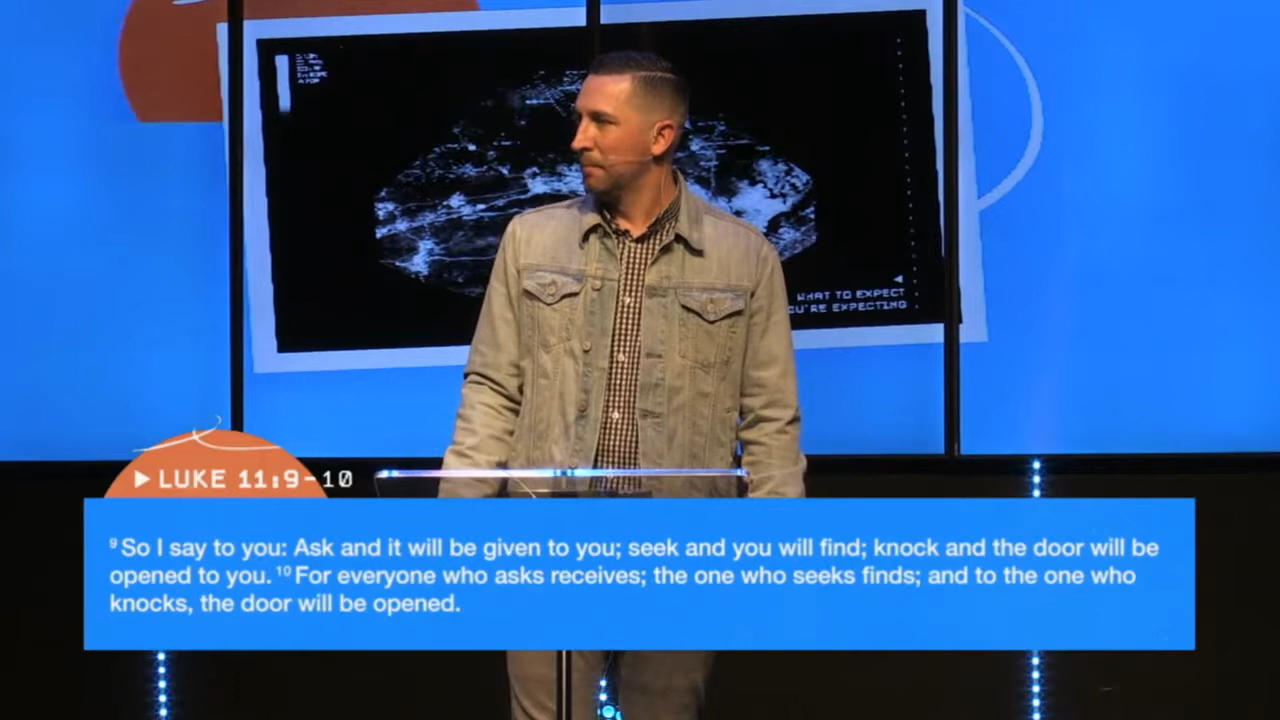 WHAT TO EXPECT
U'RE EXPECTING
▶ LUKE 11:9-10
⁹ So I say to you: Ask and it will be given to you; seek and you will find; knock and the door will be
opened to you. ¹⁰ For everyone who asks receives; the one who seeks finds; and to the one who
knocks, the door will be opened.